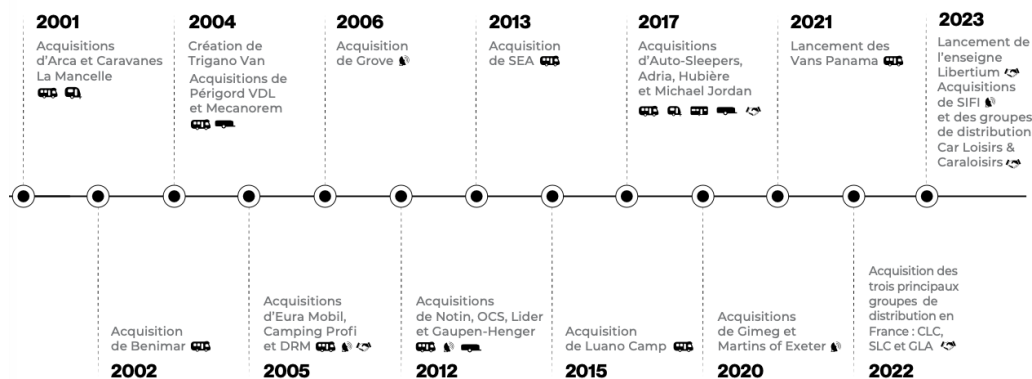 2001
Acquisitions
d’Arca et Caravanes
La Mancelle
2004
Création de
Trigano Van
Acquisitions de
Périgord VDL
et Mecanorem
2006
Acquisition
de Grove
2013
Acquisition
de SEA
2017
Acquisitions
d’Auto-Sleepers,
Adria, Hubière
et Michael Jordan
2021
Lancement des
Vans Panama
2023
Lancement de
l’enseigne
Libertium
Acquisitions
de SIFI
et des groupes
de distribution
Car Loisirs &
Caraloisirs
Acquisition
de Benimar
2002
Acquisitions
d’Eura Mobil,
Camping Profi
et DRM
2005
Acquisitions
de Notin, OCS, Lider
et Gaupen-Henger
2012
Acquisition
de Luano Camp
2015
Acquisitions
de Gimeg et
Martins of Exeter
2020
Acquisition des
trois principaux
groupes de
distribution en
France : CLC,
SLC et GLA
2022